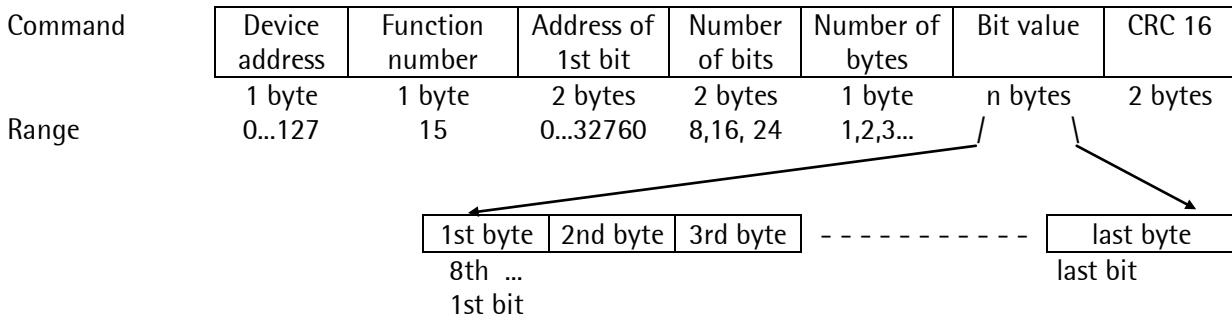 Command Device Function Address of Number Number of Bit value CRC 16
address number 1st bit of bits bytes
1 byte 1 byte 2 bytes 2 bytes 1 byte n bytes 2 bytes
Range 0...127 15 0...32760 8,16, 24 1,2,3... / \
1st byte 2nd byte 3rd byte - - - - - - - - - - - last byte
8th ... last bit
1st bit